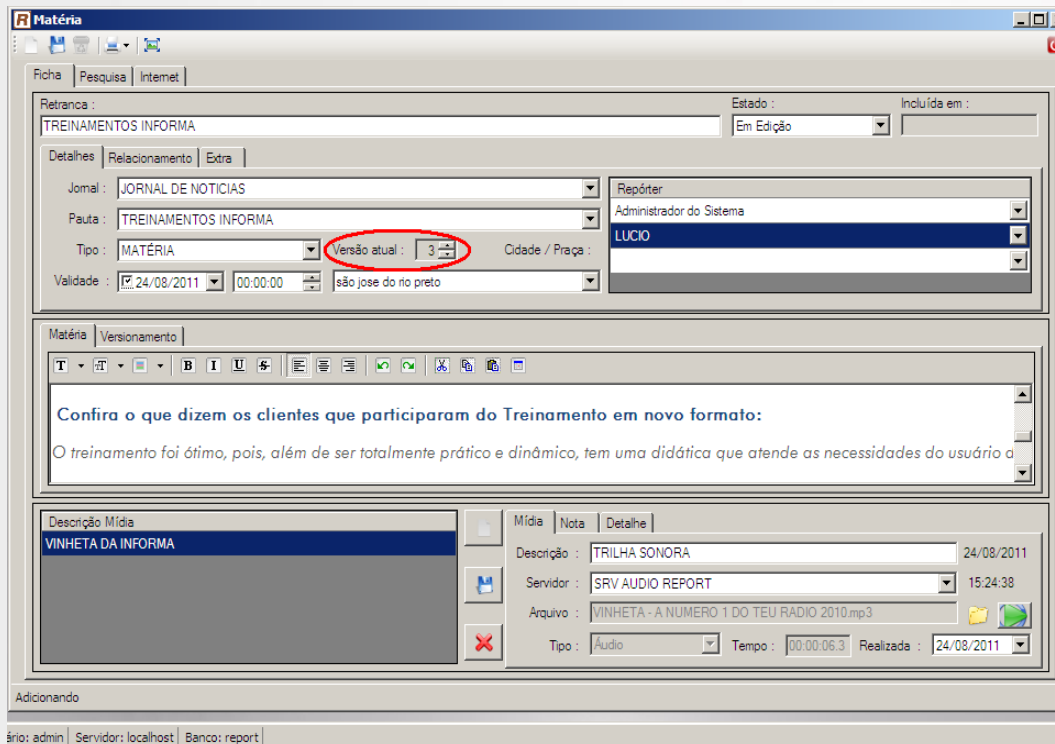 Matéria
Ficha Pesquisa Internet
Retranca : Estado : Incluída em :
TREINAMENTOS INFORMA Em Edição
Detalhes Relacionamento Extra
Jornal : JORNAL DE NOTICIAS Repórter
Administrador do Sistema
Pauta : TREINAMENTOS INFORMA
LUCIO
Tipo : MATÉRIA Versão atual : 3 Cidade / Praça :
Validade : 24/08/2011 00:00:00 são jose do rio preto
Matéria Versionamento
T T B I U S
Confira o que dizem os clientes que participaram do Treinamento em novo formato:
O treinamento foi ótimo, pois, além de ser totalmente prático e dinâmico, tem uma didática que atende as necessidades do usuário
Descrição Mídia Mídia Nota Detalhe
VINHETA DA INFORMA
Descrição : TRILHA SONORA 24/08/2011
Servidor : SRV AUDIO REPORT 15:24:38
Arquivo : VINHETA - A NUMERO 1 DO TEU RADIO 2010.mp3
Tipo : Áudio Tempo : 00:00:06.3 Realizada : 24/08/2011
Adicionando
ário: admin Servidor: localhost Banco: report